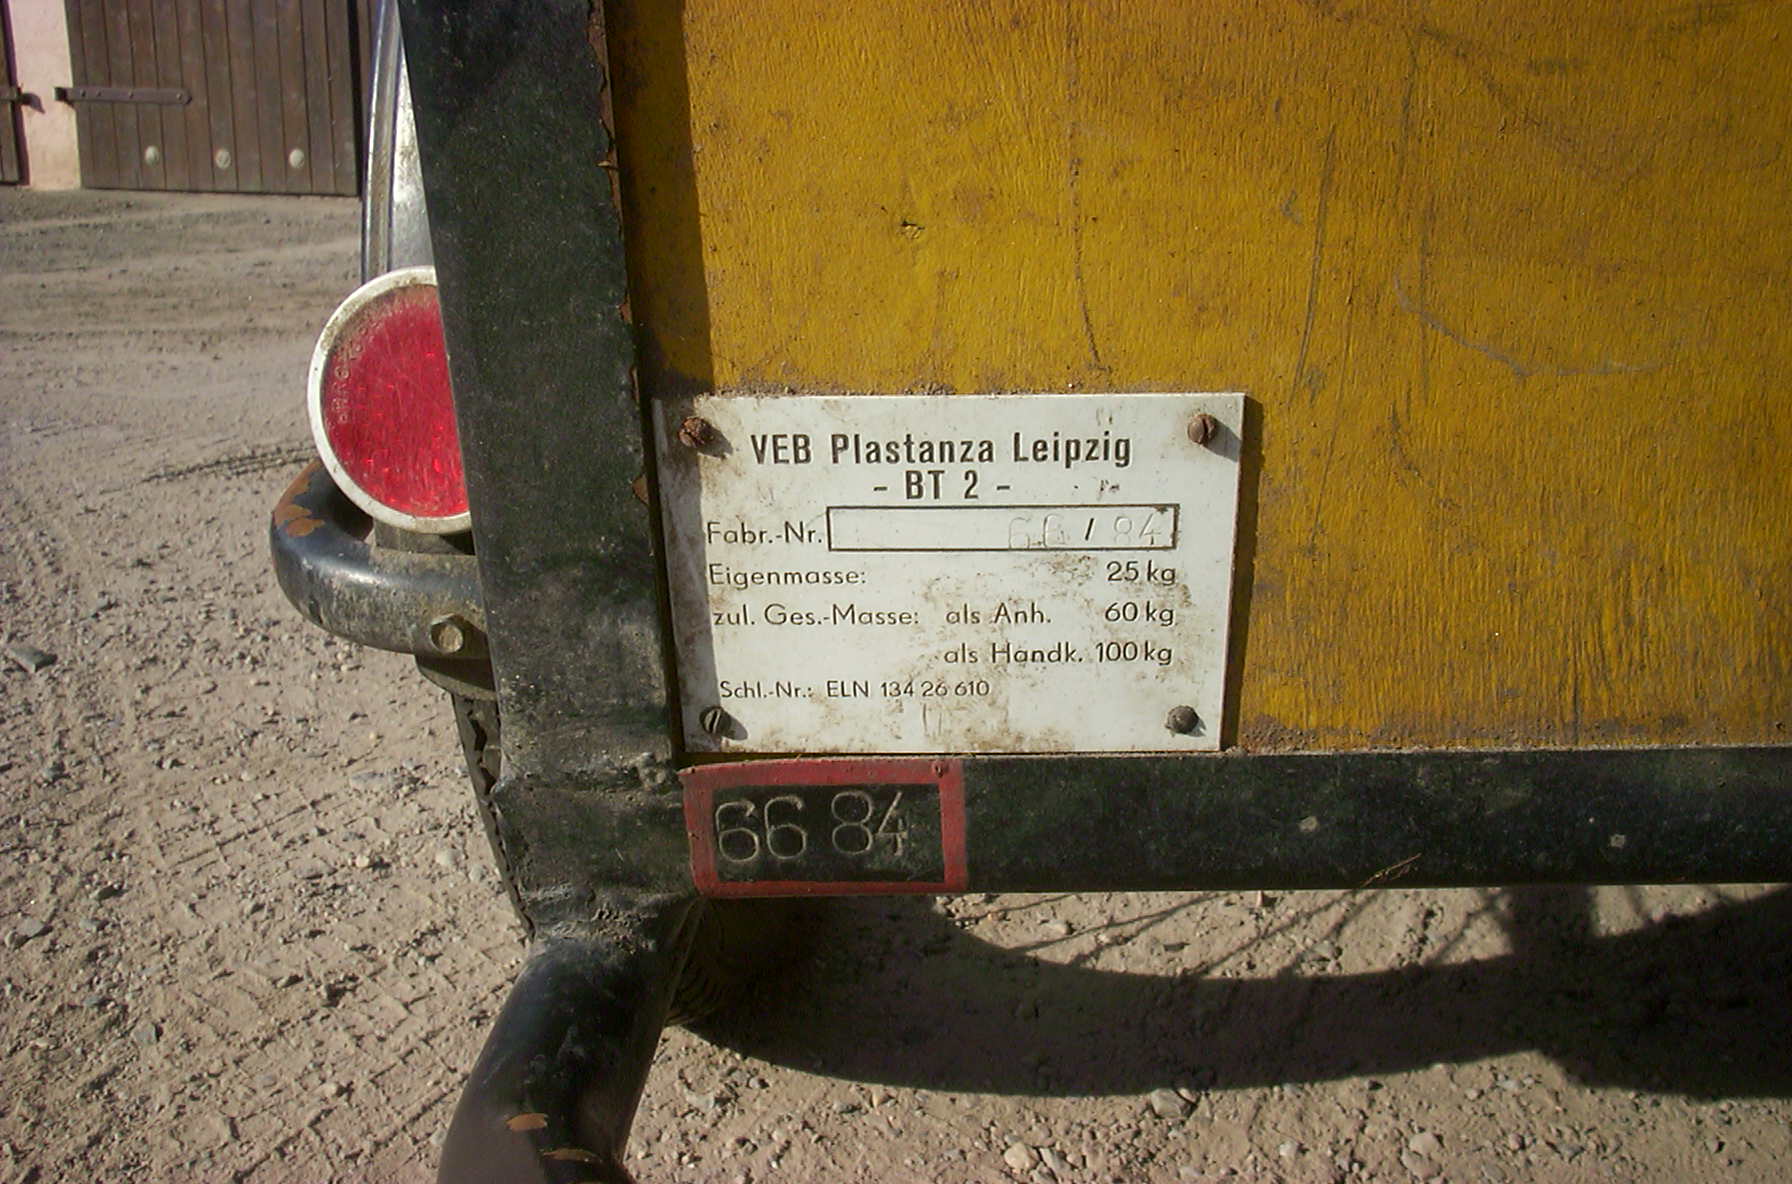 VEB Plastanza Leipzig
- BT 2 -
Fabr.-Nr. 66 / 84
Eigenmasse: 25 kg
zul. Ges.-Masse: als Anh. 60 kg
als Handk. 100 kg
Schl.-Nr.: ELN 134 26 610
66 84